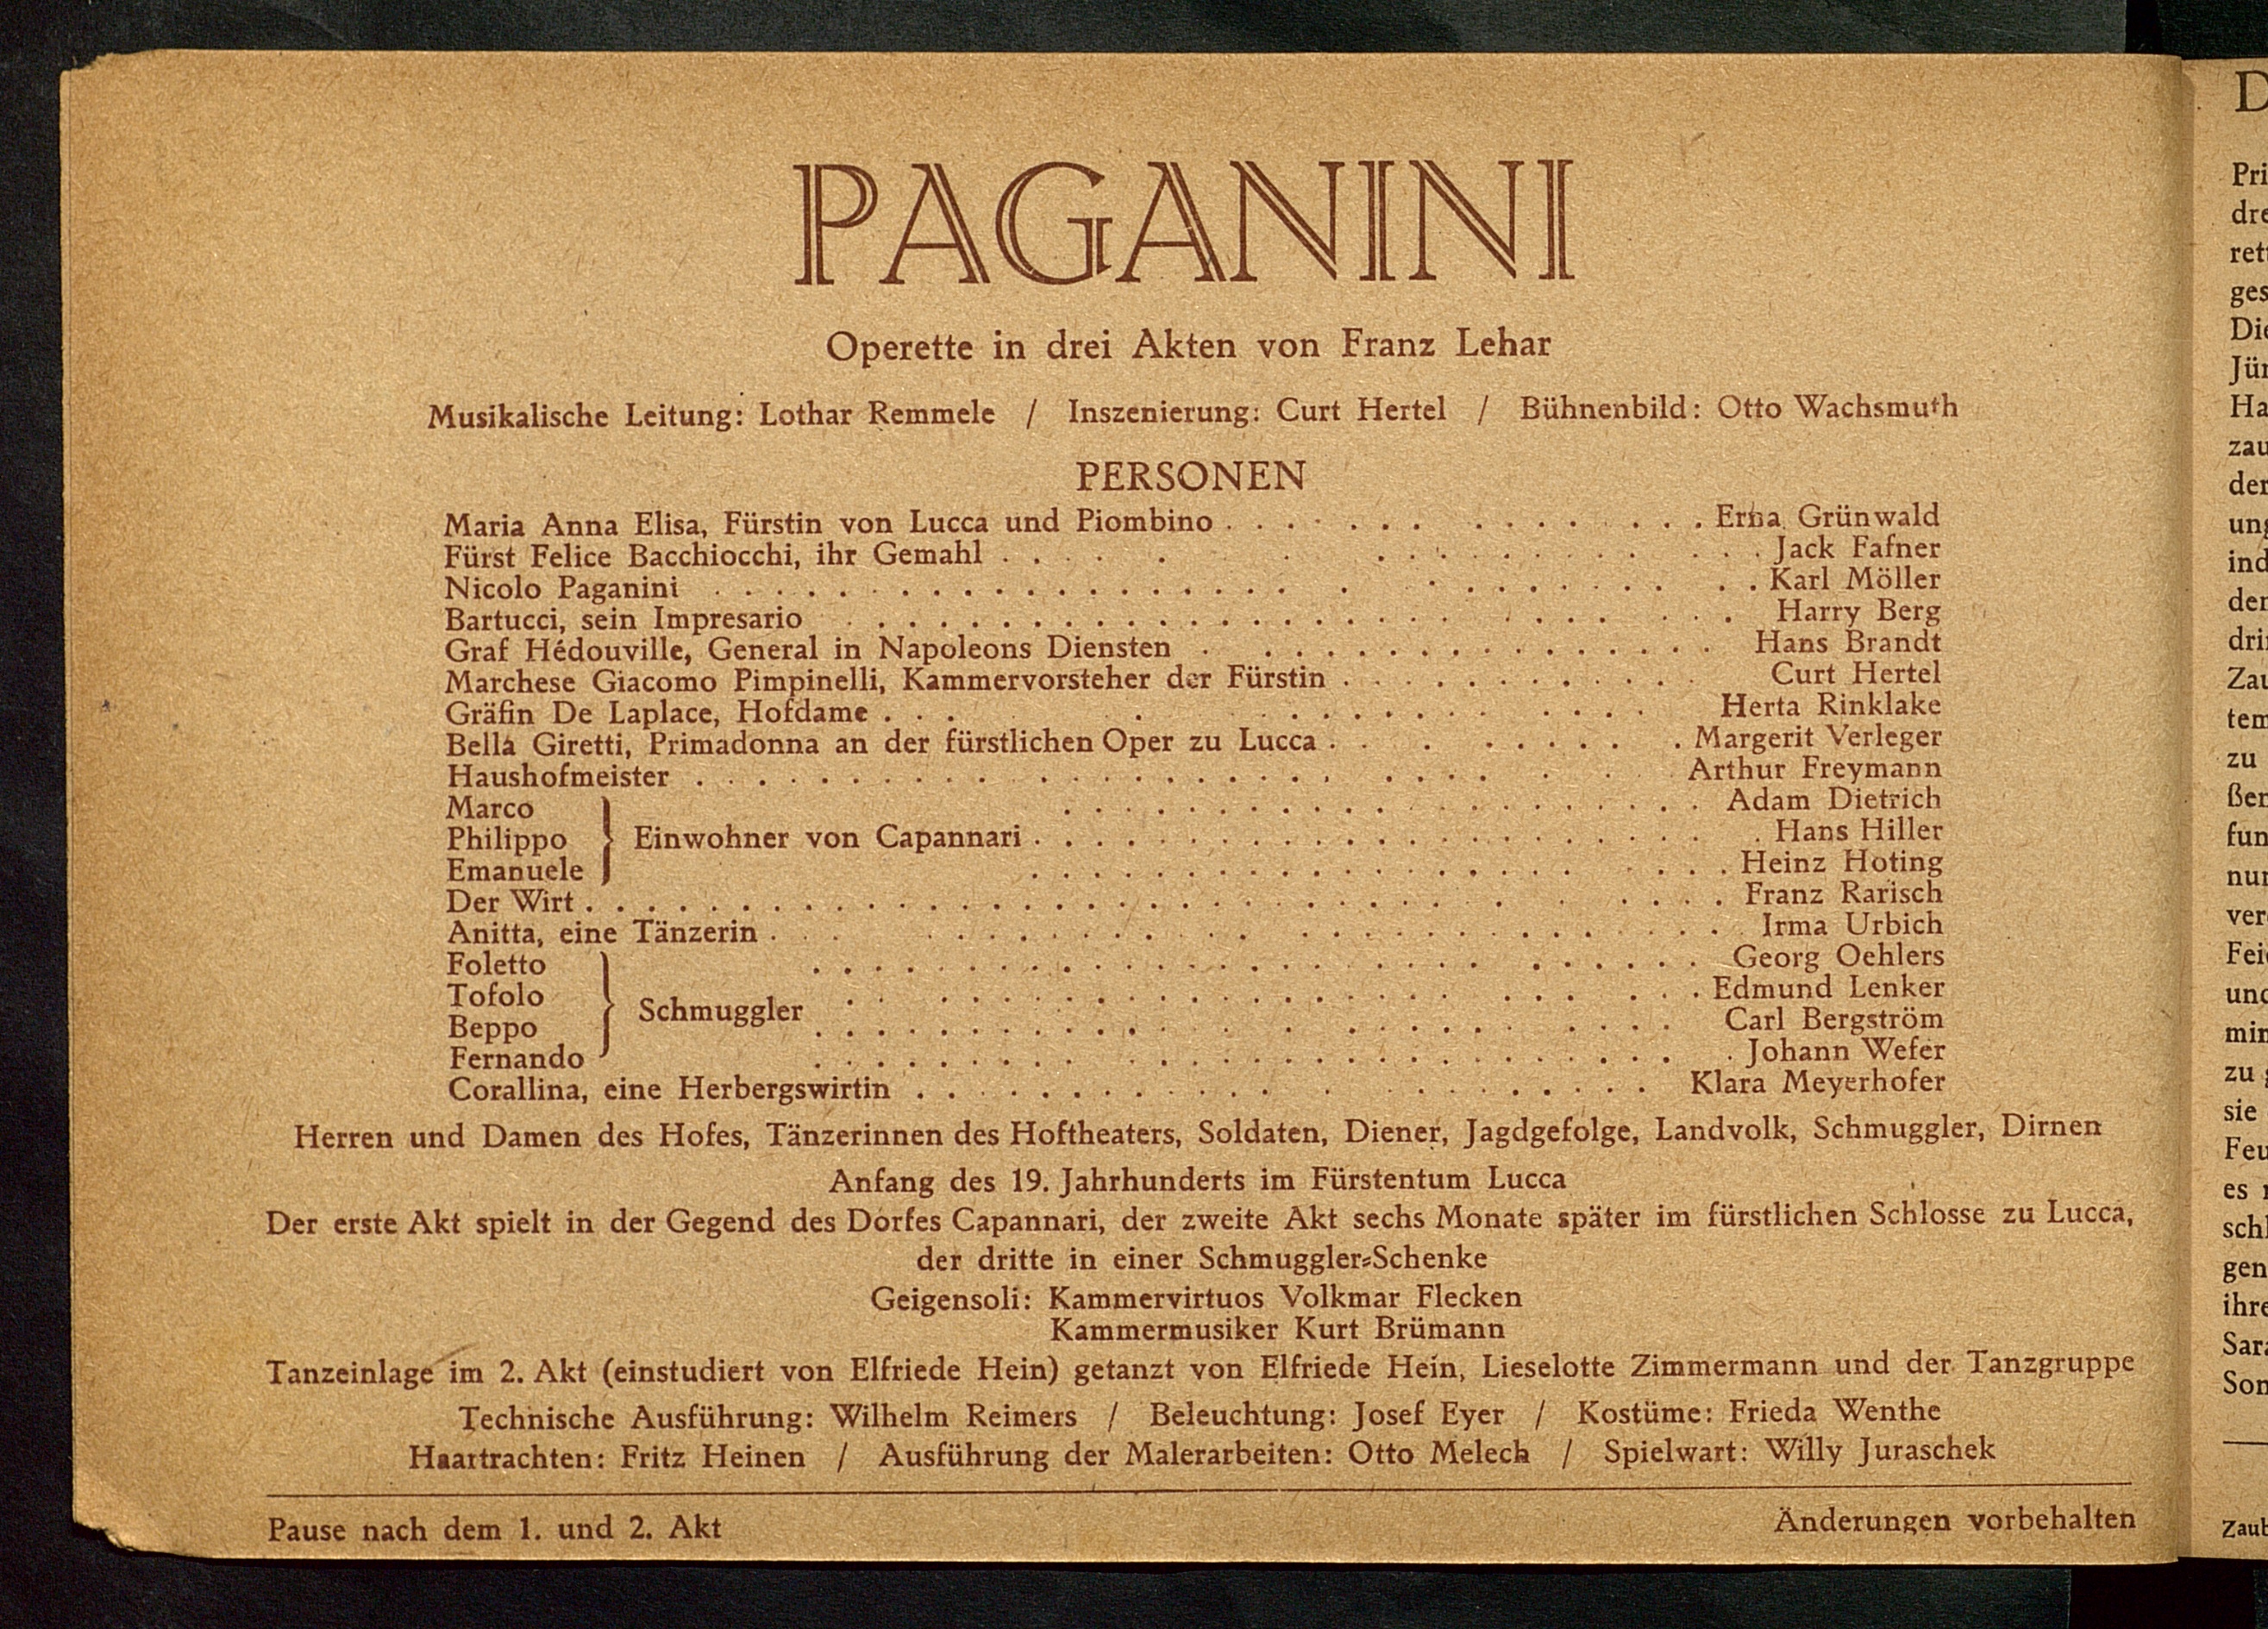 PAGANINI
Operette in drei Akten von Franz Lehar
Musikalische Leitung: Lothar Remmele / Inszenierung: Curt Hertel / Bühnenbild: Otto Wachsmuth
PERSONEN
Maria Anna Elisa, Fürstin von Lucca und Piombino . . . . . . . . . . . . . . Erna Grünwald
Fürst Felice Bacchiocchi, ihr Gemahl . . . . . . . . . . . . . . . . . . Jack Fafner
Nicolo Paganini . . . . . . . . . . . . . . . . . . . . . . . . . . . . Karl Möller
Bartucci, sein Impresario . . . . . . . . . . . . . . . . . . . . . . . . . . Harry Berg
Graf Hédouville, General in Napoleons Diensten . . . . . . . . . . . . . . . . Hans Brandt
Marchese Giacomo Pimpinelli, Kammervorsteher der Fürstin . . . . . . . . . . . . Curt Hertel
Gräfin De Laplace, Hofdame . . . . . . . . . . . . . . . . . . Herta Rinklake
Bella Giretti, Primadonna an der fürstlichen Oper zu Lucca . . . . . . . . . Margerit Verleger
Haushofmeister . . . . . . . . . . . . . . . . . . . . . . . . . . . Arthur Freymann
Marco . . . . . . . . . . . . . . . . . . . . . Adam Dietrich
Philippo } Einwohner von Capannari . . . . . . . . . . . . . . . . . . . . . . . Hans Hiller
Emanuele . . . . . . . . . . . . . . . . . . . . . . Heinz Hoting
Der Wirt . . . . . . . . . . . . . . . . . . . . . . . . . . . . . . . . . . . Franz Rarisch
Anitta, eine Tänzerin . . . . . . . . . . . . . . . . . . . . . . . . . . . . Irma Urbich
Foletto . . . . . . . . . . . . . . . . . . . . . . . . . . . . Georg Oehlers
Tofolo . . . . . . . . . . . . . . . . . . . . . . . . . . Edmund Lenker
} Schmuggler
Beppo . . . . . . . . . . . . . . . . . . . . . . . . Carl Bergström
Fernando . . . . . . . . . . . . . . . . . . . . . . . . . . . . Johann Wefer
Corallina, eine Herbergswirtin . . . . . . . . . . . . . . . . . . . . . . Klara Meyerhofer
Herren und Damen des Hofes, Tänzerinnen des Hoftheaters, Soldaten, Diener, Jagdgefolge, Landvolk, Schmuggler, Dirnen
Anfang des 19. Jahrhunderts im Fürstentum Lucca
Der erste Akt spielt in der Gegend des Dorfes Capannari, der zweite Akt sechs Monate später im fürstlichen Schlosse zu Lucca,
der dritte in einer Schmuggler-Schenke
Geigensoli: Kammervirtuos Volkmar Flecken
Kammermusiker Kurt Brümann
Tanzeinlage im 2. Akt (einstudiert von Elfriede Hein) getanzt von Elfriede Hein, Lieselotte Zimmermann und der Tanzgruppe
Technische Ausführung: Wilhelm Reimers / Beleuchtung: Josef Eyer / Kostüme: Frieda Wenthe
Haartrachten: Fritz Heinen / Ausführung der Malerarbeiten: Otto Melech / Spielwart: Willy Juraschek
Pause nach dem 1. und 2. Akt
Änderungen vorbehalten